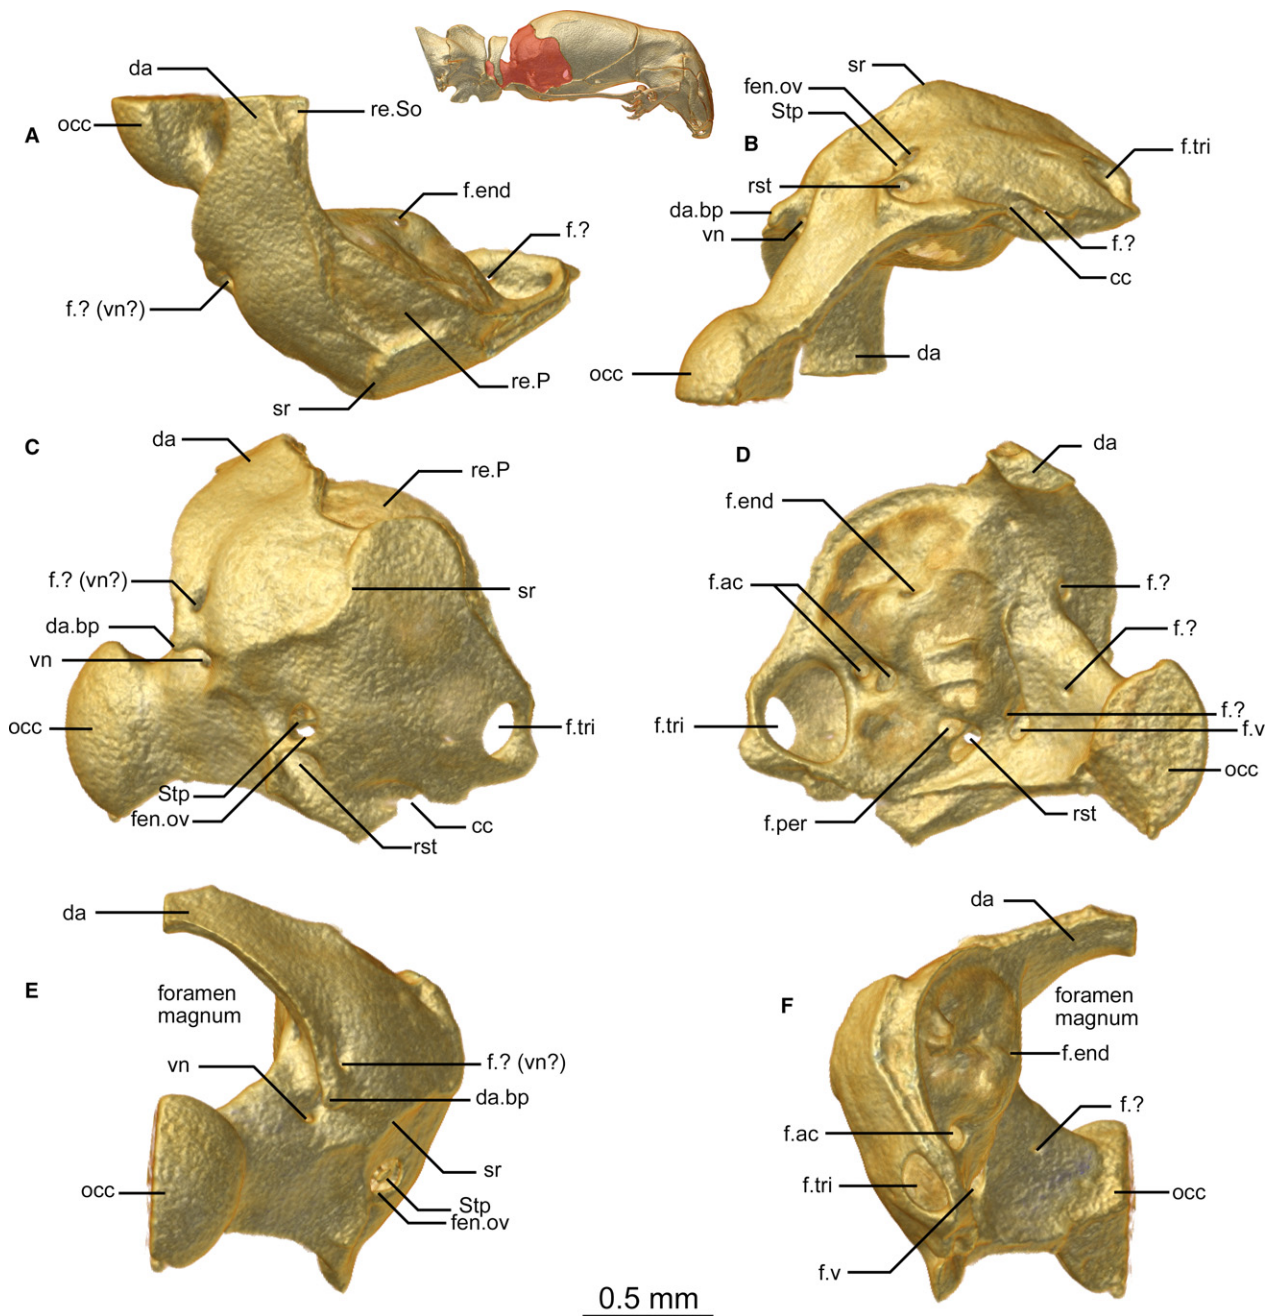 A
da
occ
re.So
f.end
f.?
f.? (vn?)
re.P
sr
B
sr
fen.ov
Stp
rst
da.bp
vn
f.tri
f.?
cc
da
occ
C
da
re.P
f.? (vn?)
sr
da.bp
vn
occ
f.tri
Stp
fen.ov
cc
rst
D
da
f.end
f.ac
f.?
f.?
f.?
f.tri
f.v
occ
f.per
rst
E
da
foramen
magnum
vn
f.? (vn?)
da.bp
sr
occ
Stp
fen.ov
F
da
foramen
magnum
f.end
f.?
f.ac
f.tri
occ
f.v
0.5 mm